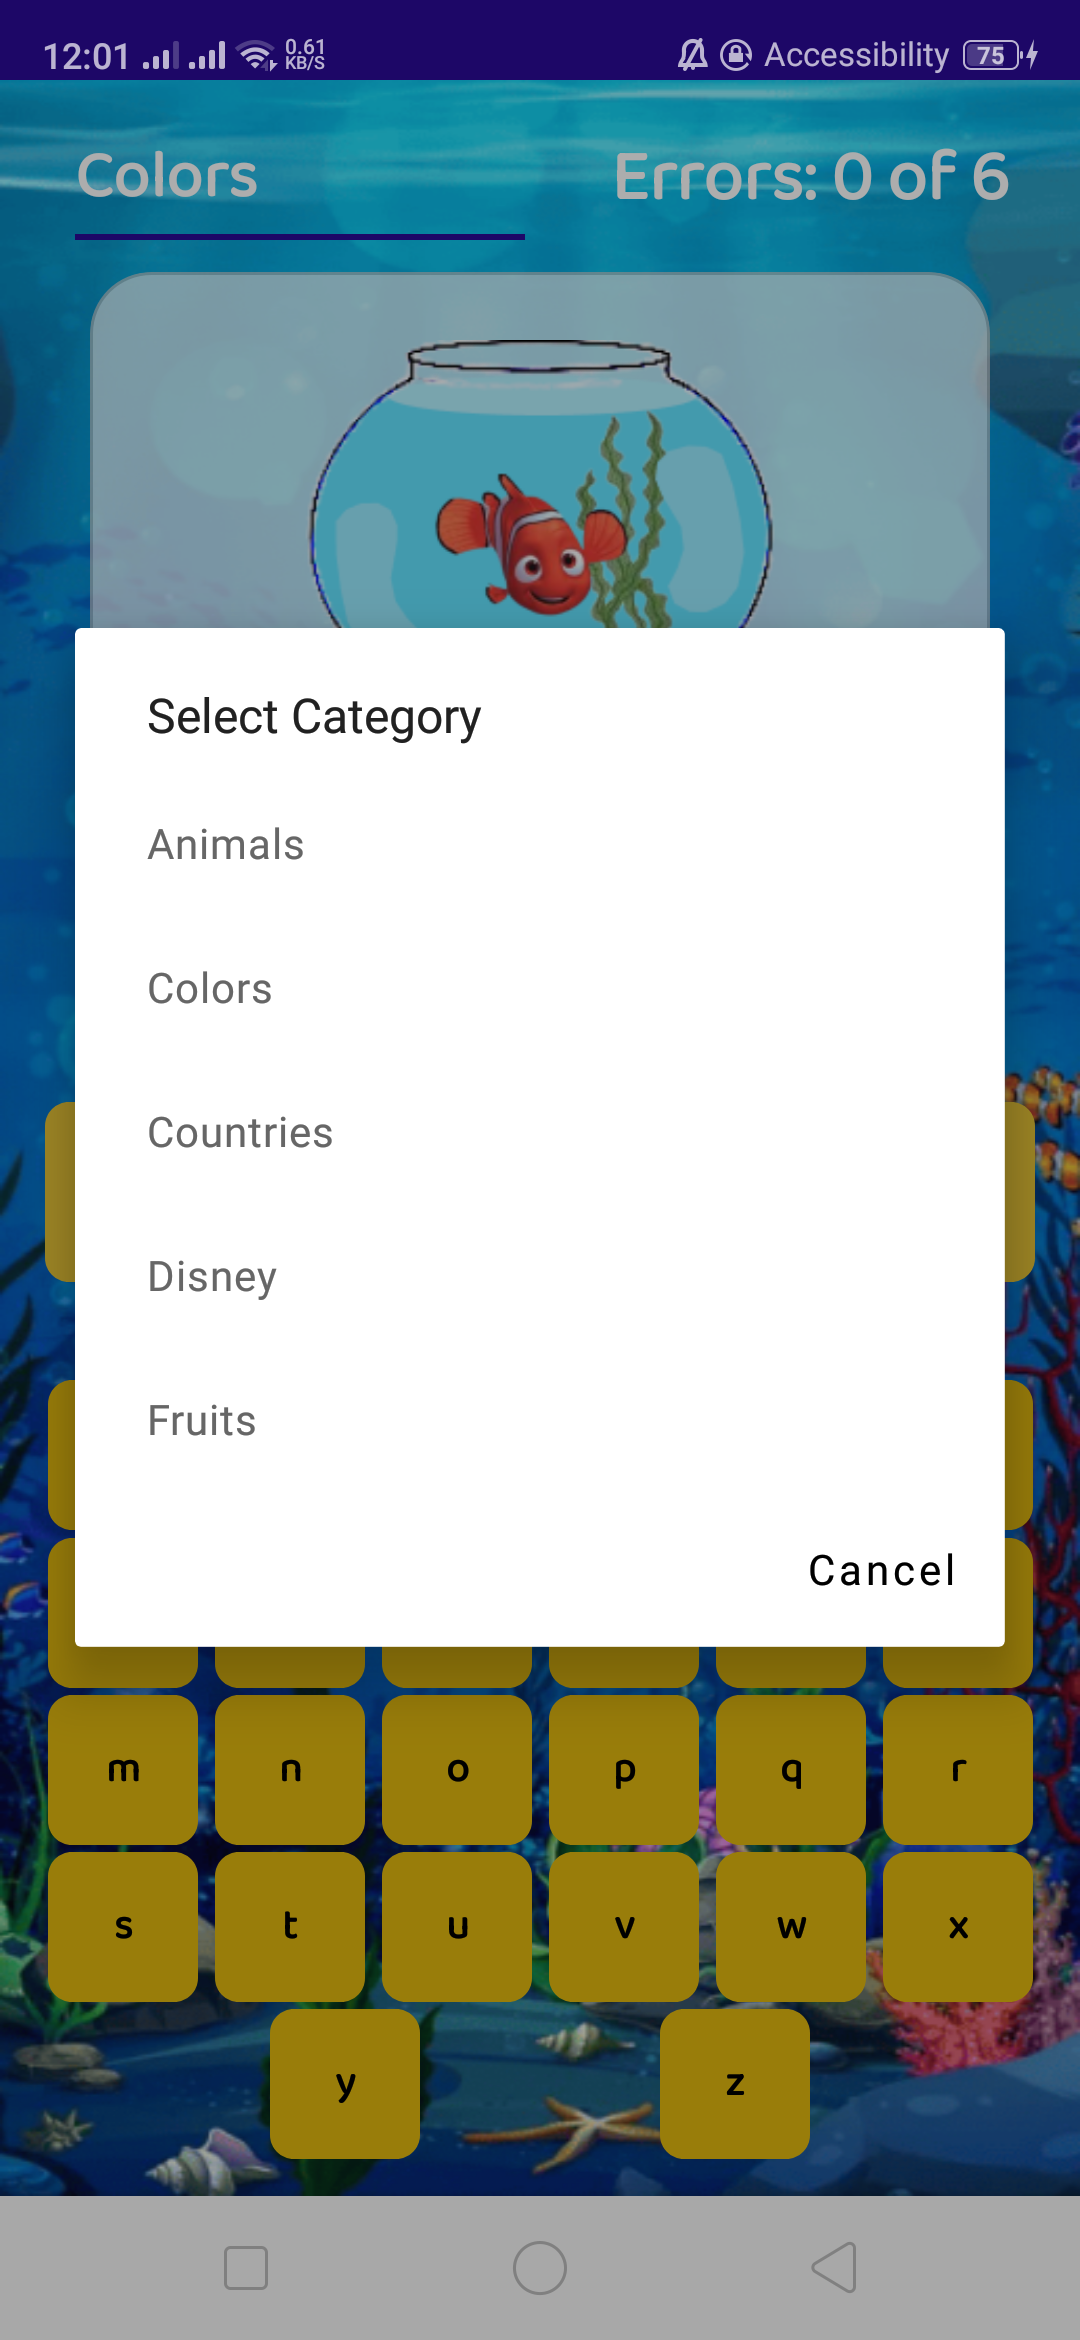 12:01 0.61 KB/S Accessibility 75
Colors Errors: 0 of 6
Select Category
Animals
Colors
Countries
Disney
Fruits
Cancel
m n o p q r
s t u v w x
y z